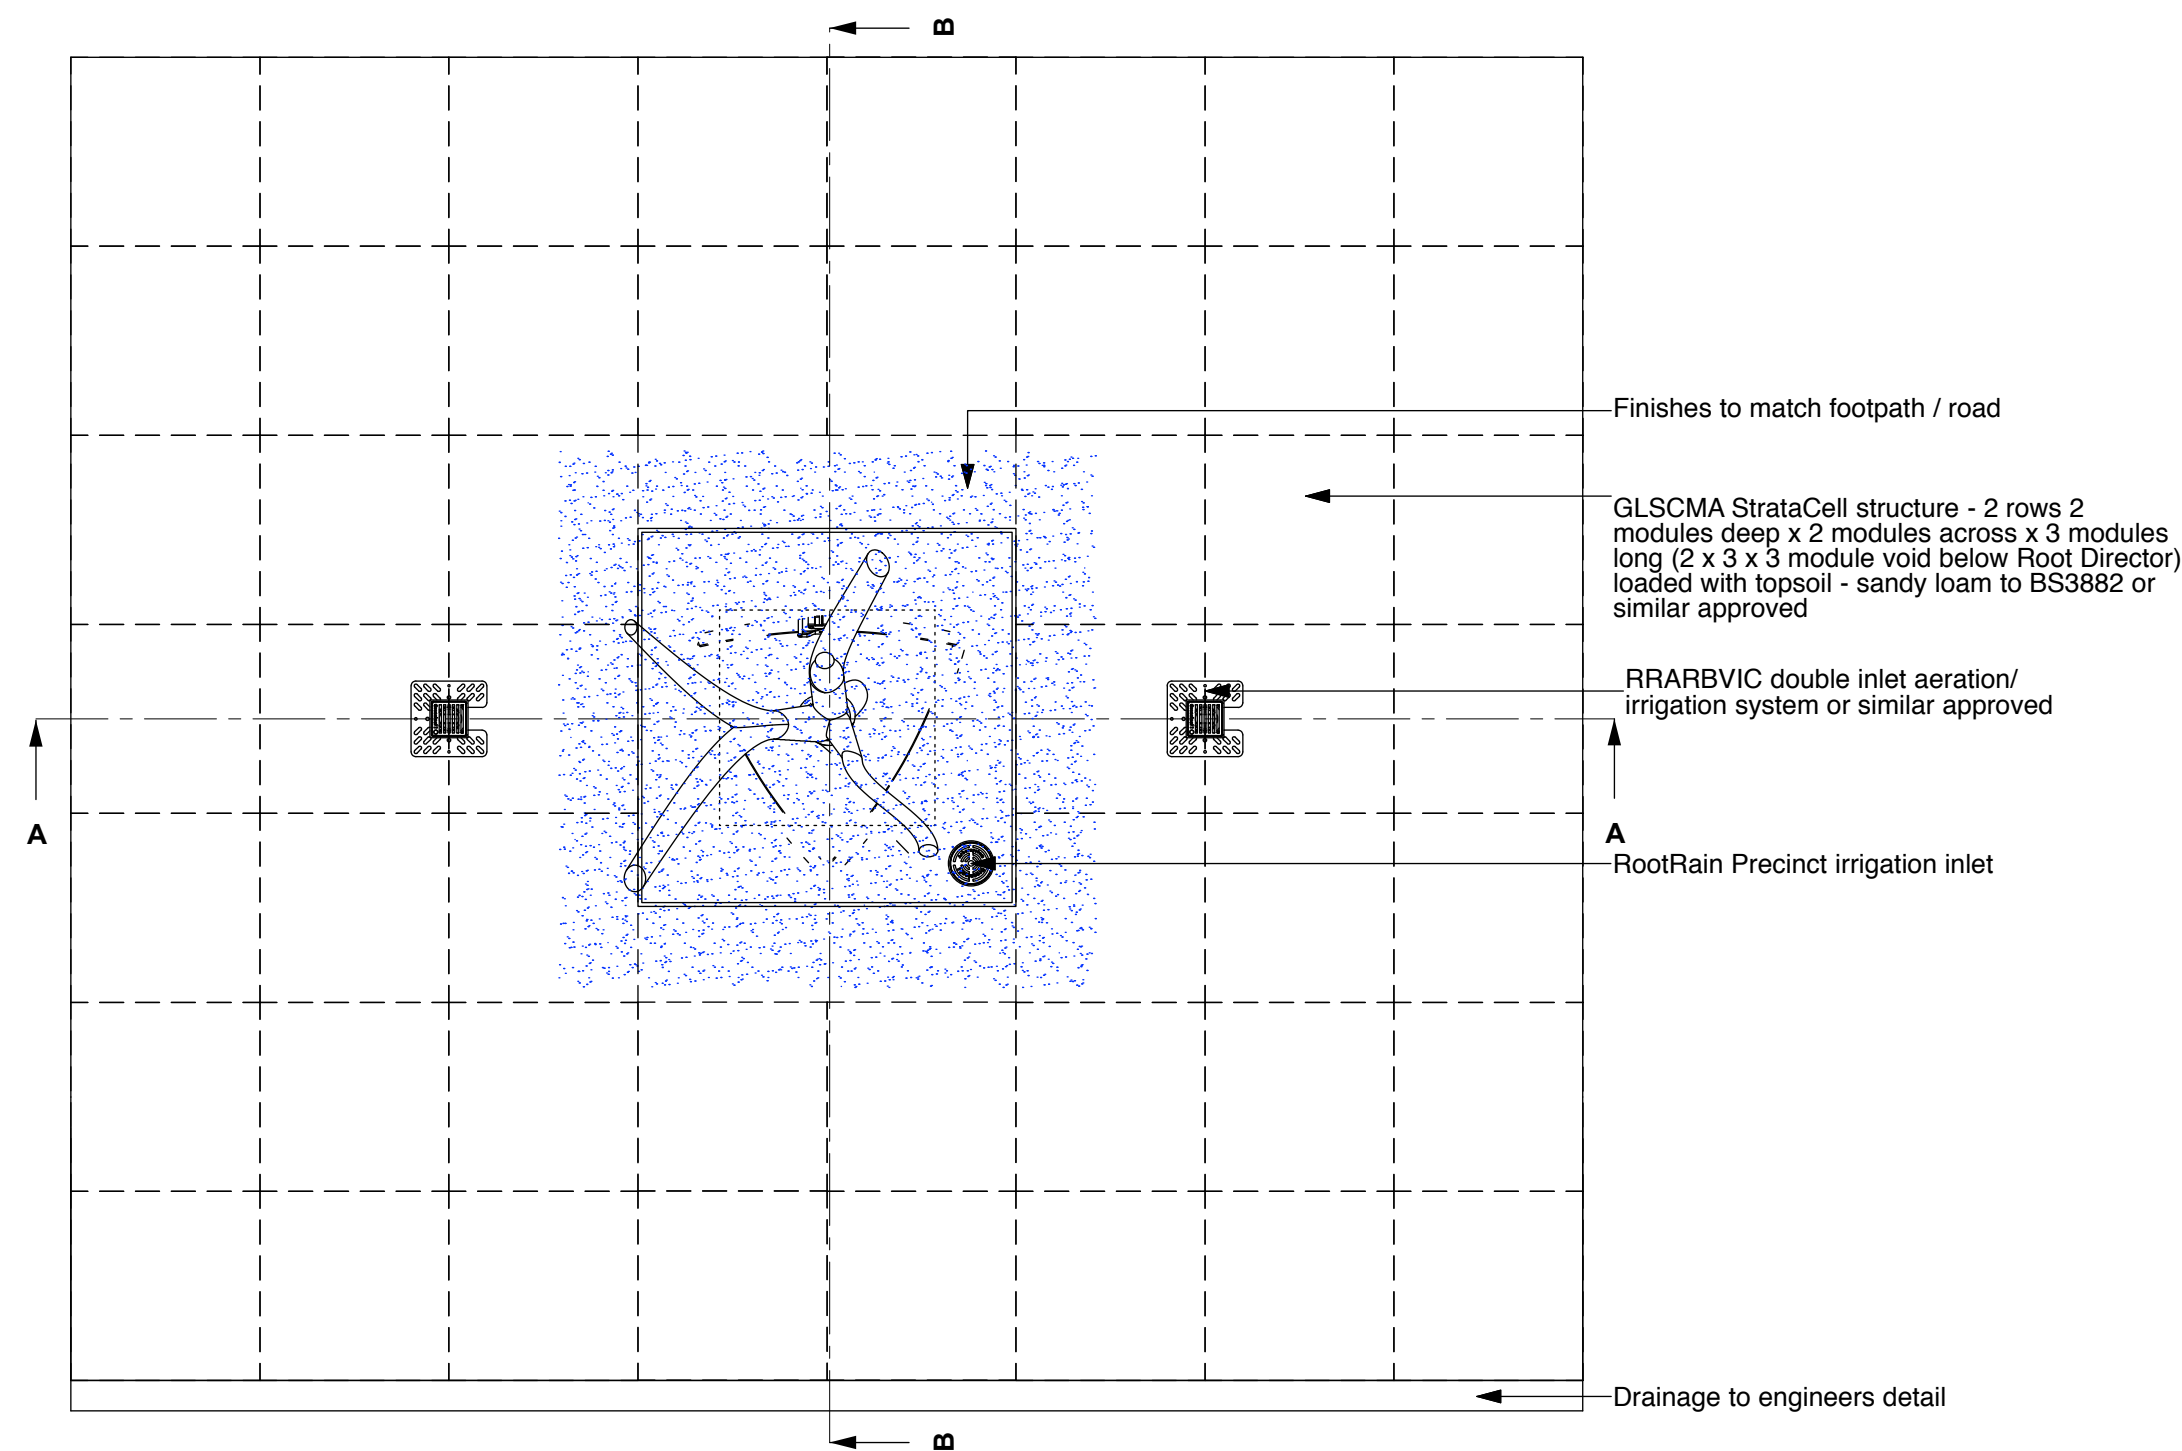 B
Finishes to match footpath / road
GLSCMA StrataCell structure - 2 rows 2
modules deep x 2 modules across x 3 modules
long (2 x 3 x 3 module void below Root Director)
loaded with topsoil - sandy loam to BS3882 or
similar approved
RRARBVIC double inlet aeration/
irrigation system or similar approved
A
A
RootRain Precinct irrigation inlet
Drainage to engineers detail
B